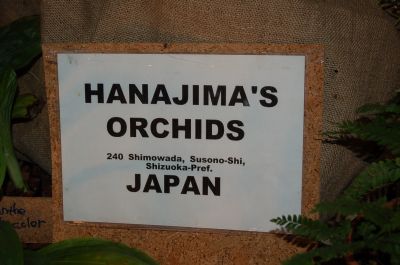 HANAJIMA'S
ORCHIDS
240 Shimowada, Susono-Shi,
Shizuoka-Pref.
JAPAN